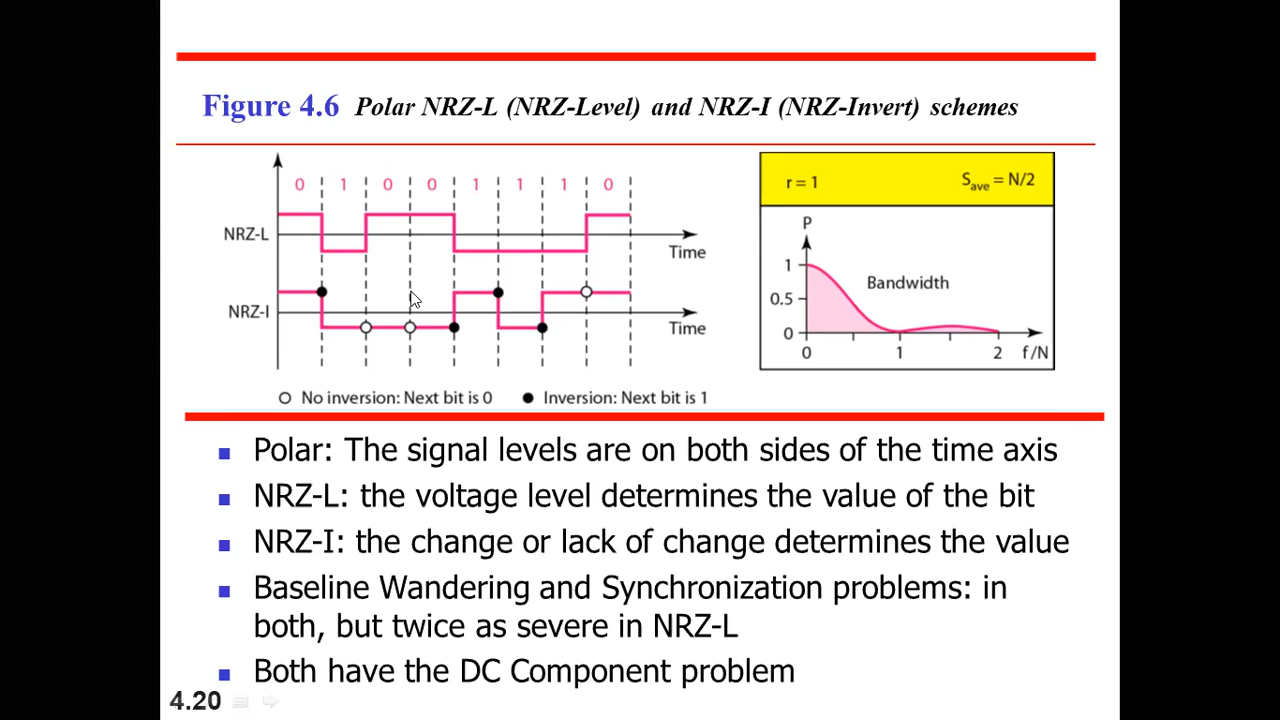 Figure 4.6 Polar NRZ-L (NRZ-Level) and NRZ-I (NRZ-Invert) schemes
0 1 0 0 1 1 1 0
NRZ-L
Time
NRZ-I
Time
○ No inversion: Next bit is 0 ● Inversion: Next bit is 1
r = 1 Save = N/2
P
1
Bandwidth
0.5
0
0 1 2 f/N
■ Polar: The signal levels are on both sides of the time axis
■ NRZ-L: the voltage level determines the value of the bit
■ NRZ-I: the change or lack of change determines the value
■ Baseline Wandering and Synchronization problems: in
both, but twice as severe in NRZ-L
■ Both have the DC Component problem
4.20